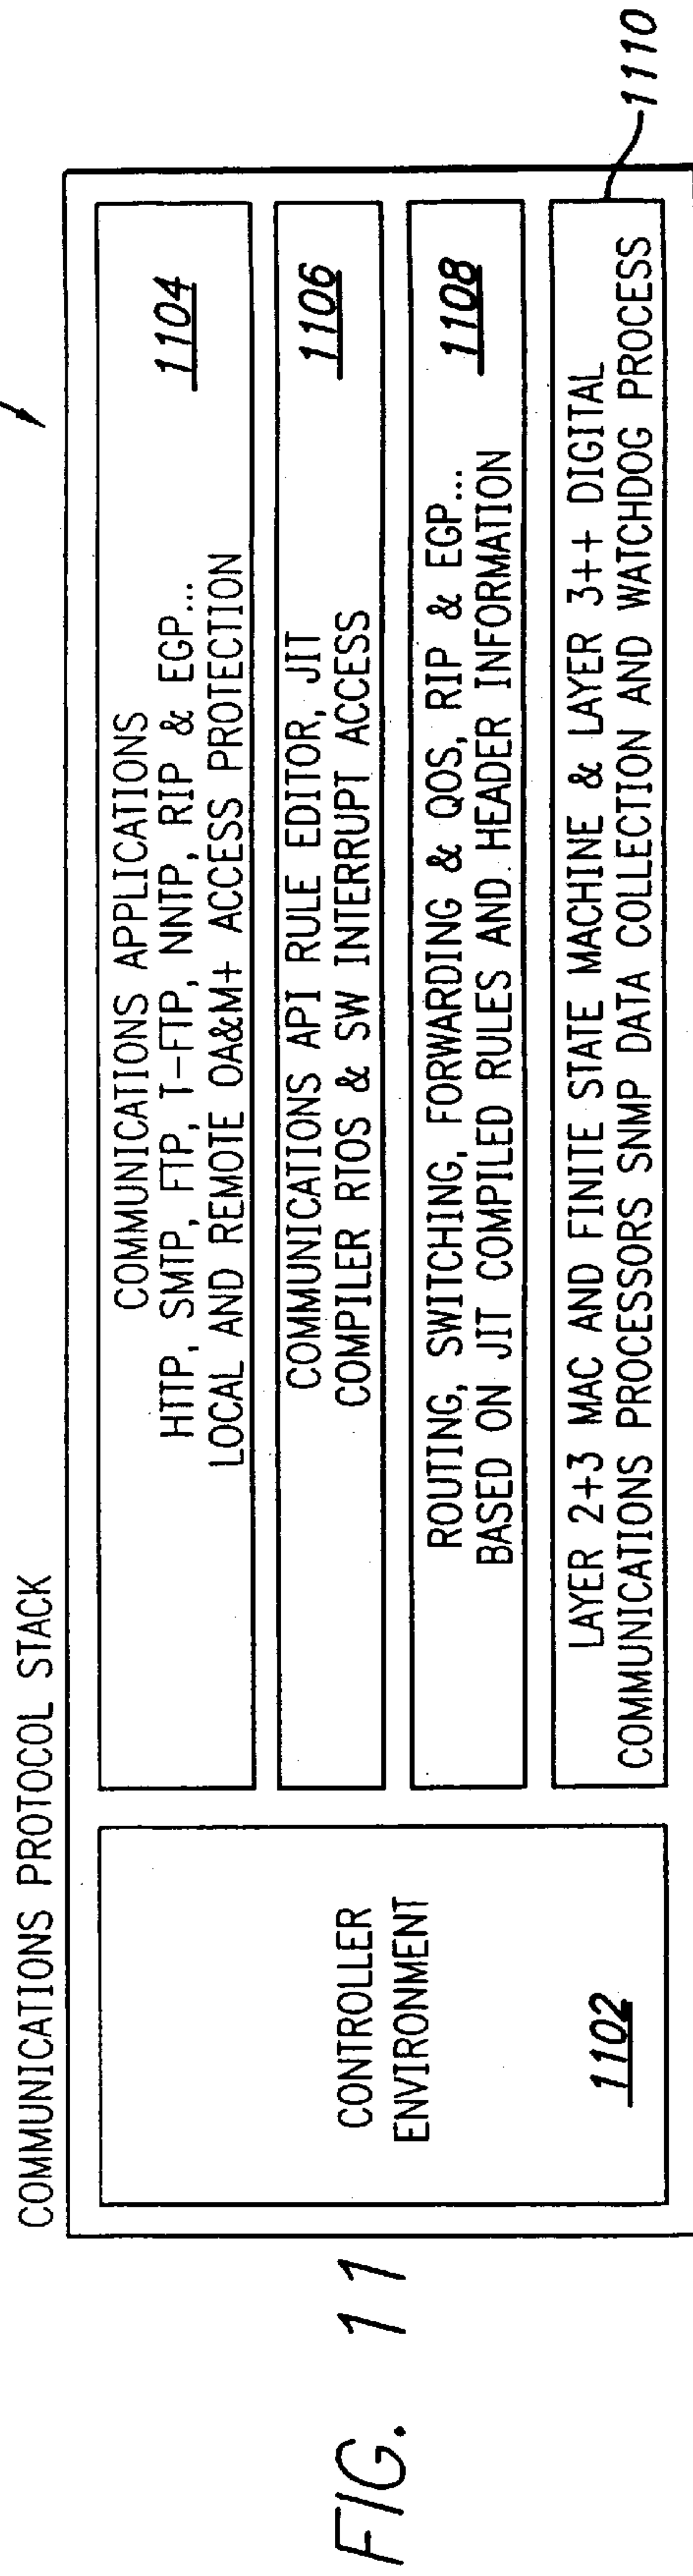 COMMUNICATIONS PROTOCOL STACK
CONTROLLER
ENVIRONMENT
1102
COMMUNICATIONS APPLICATIONS
HTTP, SMTP, FTP, T-FTP, NNTP, RIP & EGP...
LOCAL AND REMOTE OA&M+ ACCESS PROTECTION
1104
COMMUNICATIONS API RULE EDITOR, JIT
COMPILER RTOS & SW INTERRUPT ACCESS
1106
ROUTING, SWITCHING, FORWARDING & QOS, RIP & EGP...
BASED ON JIT COMPILED RULES AND HEADER INFORMATION
1108
LAYER 2+3 MAC AND FINITE STATE MACHINE & LAYER 3++ DIGITAL
COMMUNICATIONS PROCESSORS SNMP DATA COLLECTION AND WATCHDOG PROCESS
1110
FIG. 11